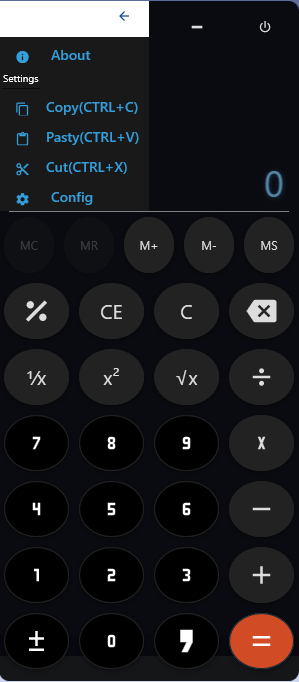 About
Settings
Copy(CTRL+C)
Pasty(CTRL+V)
Cut(CTRL+X)
Config
0
MC MR M+ M- MS
% CE C
⅟x x² √x ÷
7 8 9 X
4 5 6 −
1 2 3 +
± 0 , =